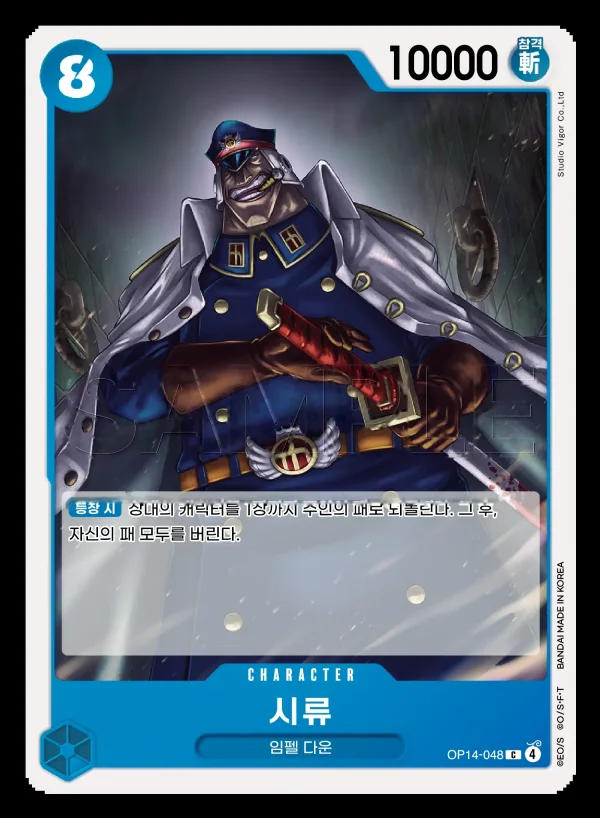 8
10000
참격
斬
Studio Vigor Co.,Ltd
SAMPLE
등장 시 상대의 캐릭터를 1장까지 주인의 패로 되돌린다. 그 후,
자신의 패 모두를 버린다.
CHARACTER
시류
임펠 다운
OP14-048 C 4
©EO/S ©O/S·F·T BANDAI MADE IN KOREA